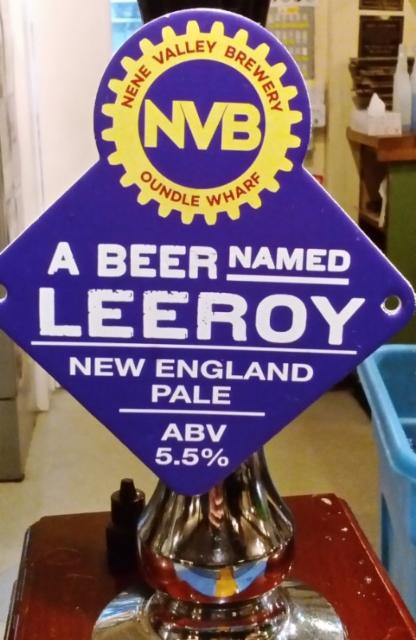 NENE VALLEY BREWERY
NVB
OUNDLE WHARF
A BEER NAMED
LEEROY
NEW ENGLAND
PALE
ABV
5.5%